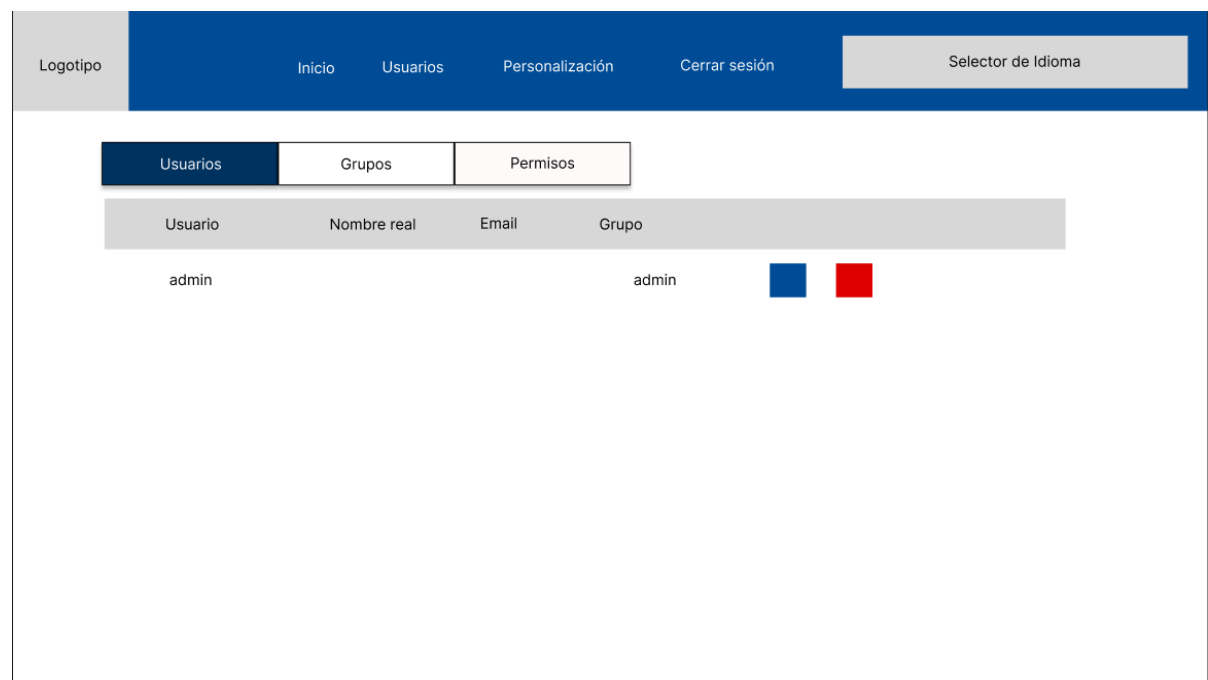 Logotipo Inicio Usuarios Personalización Cerrar sesión Selector de Idioma
Usuarios Grupos Permisos
Usuario Nombre real Email Grupo
admin admin